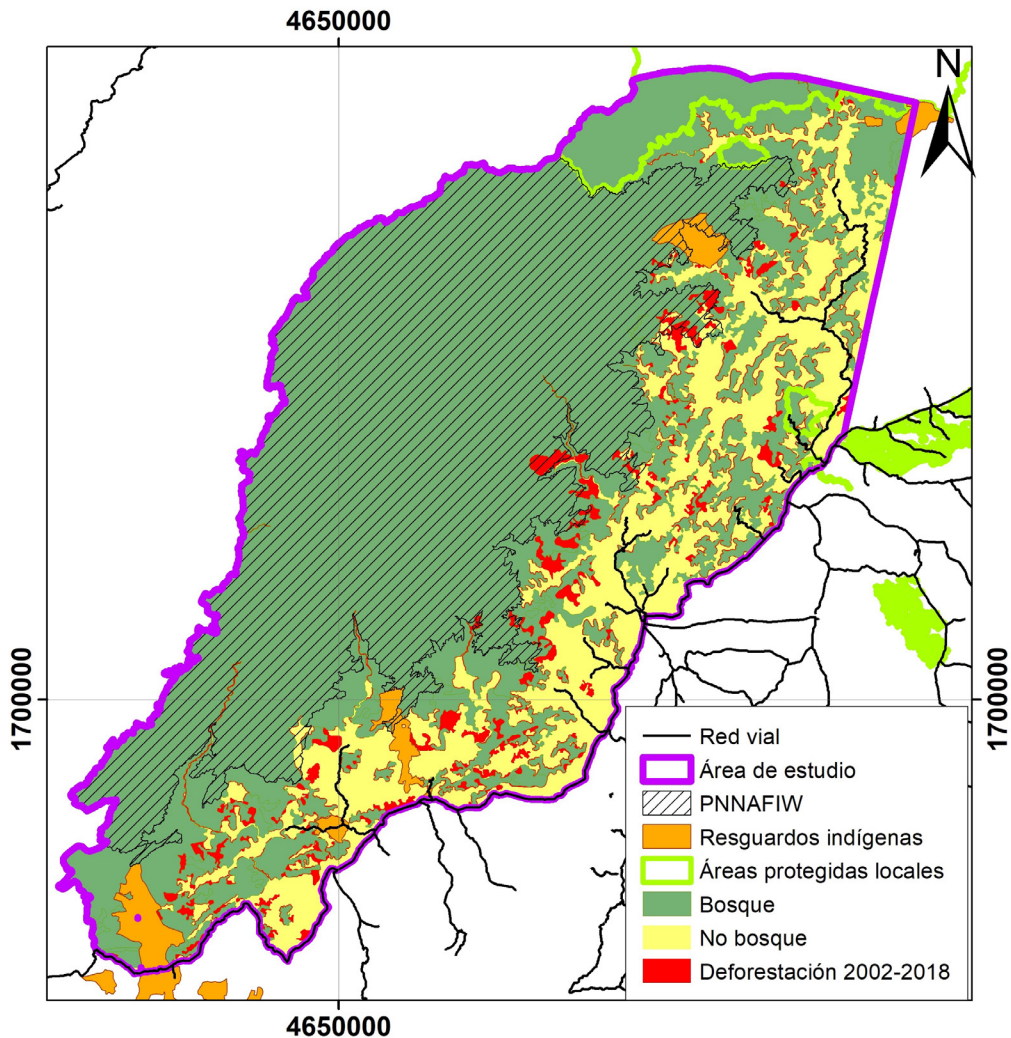 4650000
N
1700000
1700000
Red vial
Área de estudio
PNNAFIW
Resguardos indígenas
Áreas protegidas locales
Bosque
No bosque
Deforestación 2002-2018
4650000